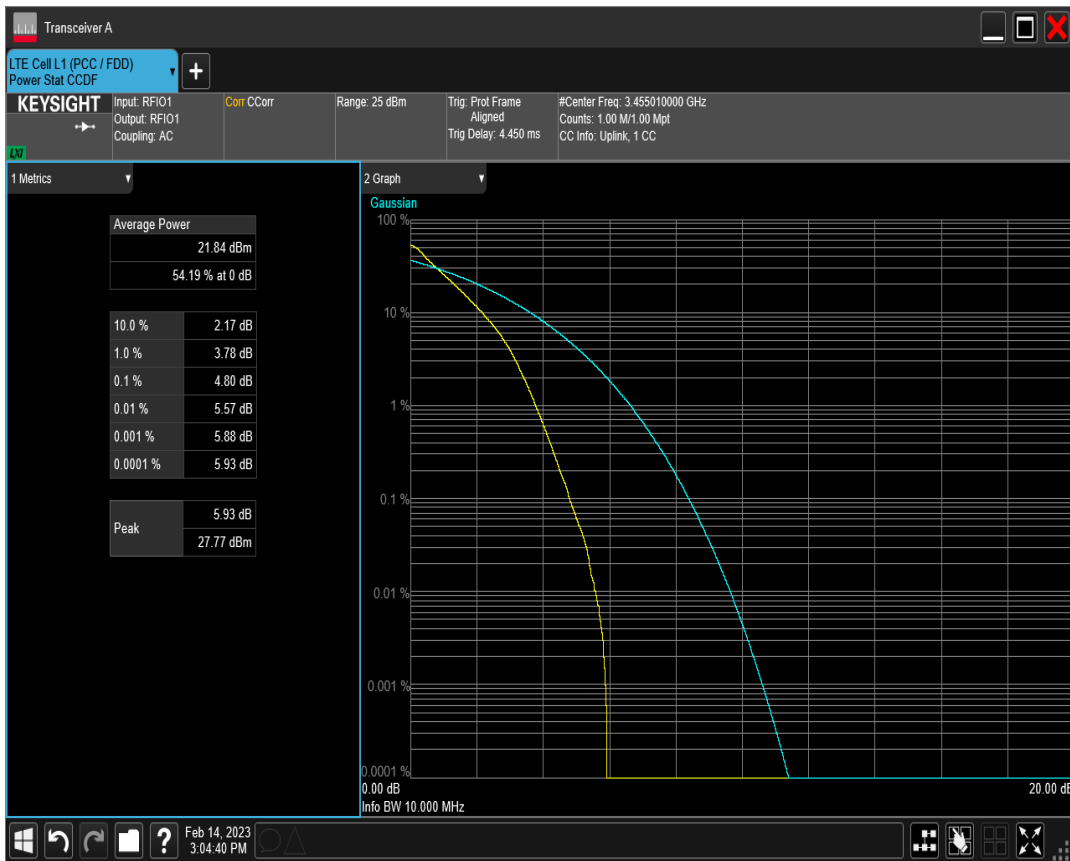 Transceiver A
LTE Cell L1 (PCC / FDD)
Power Stat CCDF
KEYSIGHT
LXI
Input: RFIO1
Output: RFIO1
Coupling: AC
Corr CCorr
Range: 25 dBm
Trig: Prot Frame
Aligned
Trig Delay: 4.450 ms
#Center Freq: 3.455010000 GHz
Counts: 1.00 M/1.00 Mpt
CC Info: Uplink, 1 CC
1 Metrics
Average Power
21.84 dBm
54.19 % at 0 dB
10.0 % 2.17 dB
1.0 % 3.78 dB
0.1 % 4.80 dB
0.01 % 5.57 dB
0.001 % 5.88 dB
0.0001 % 5.93 dB
Peak
5.93 dB
27.77 dBm
2 Graph
Gaussian
100 %
10 %
1 %
0.1 %
0.01 %
0.001 %
0.0001 %
0.00 dB 20.00 dB
Info BW 10.000 MHz
?
Feb 14, 2023
3:04:40 PM